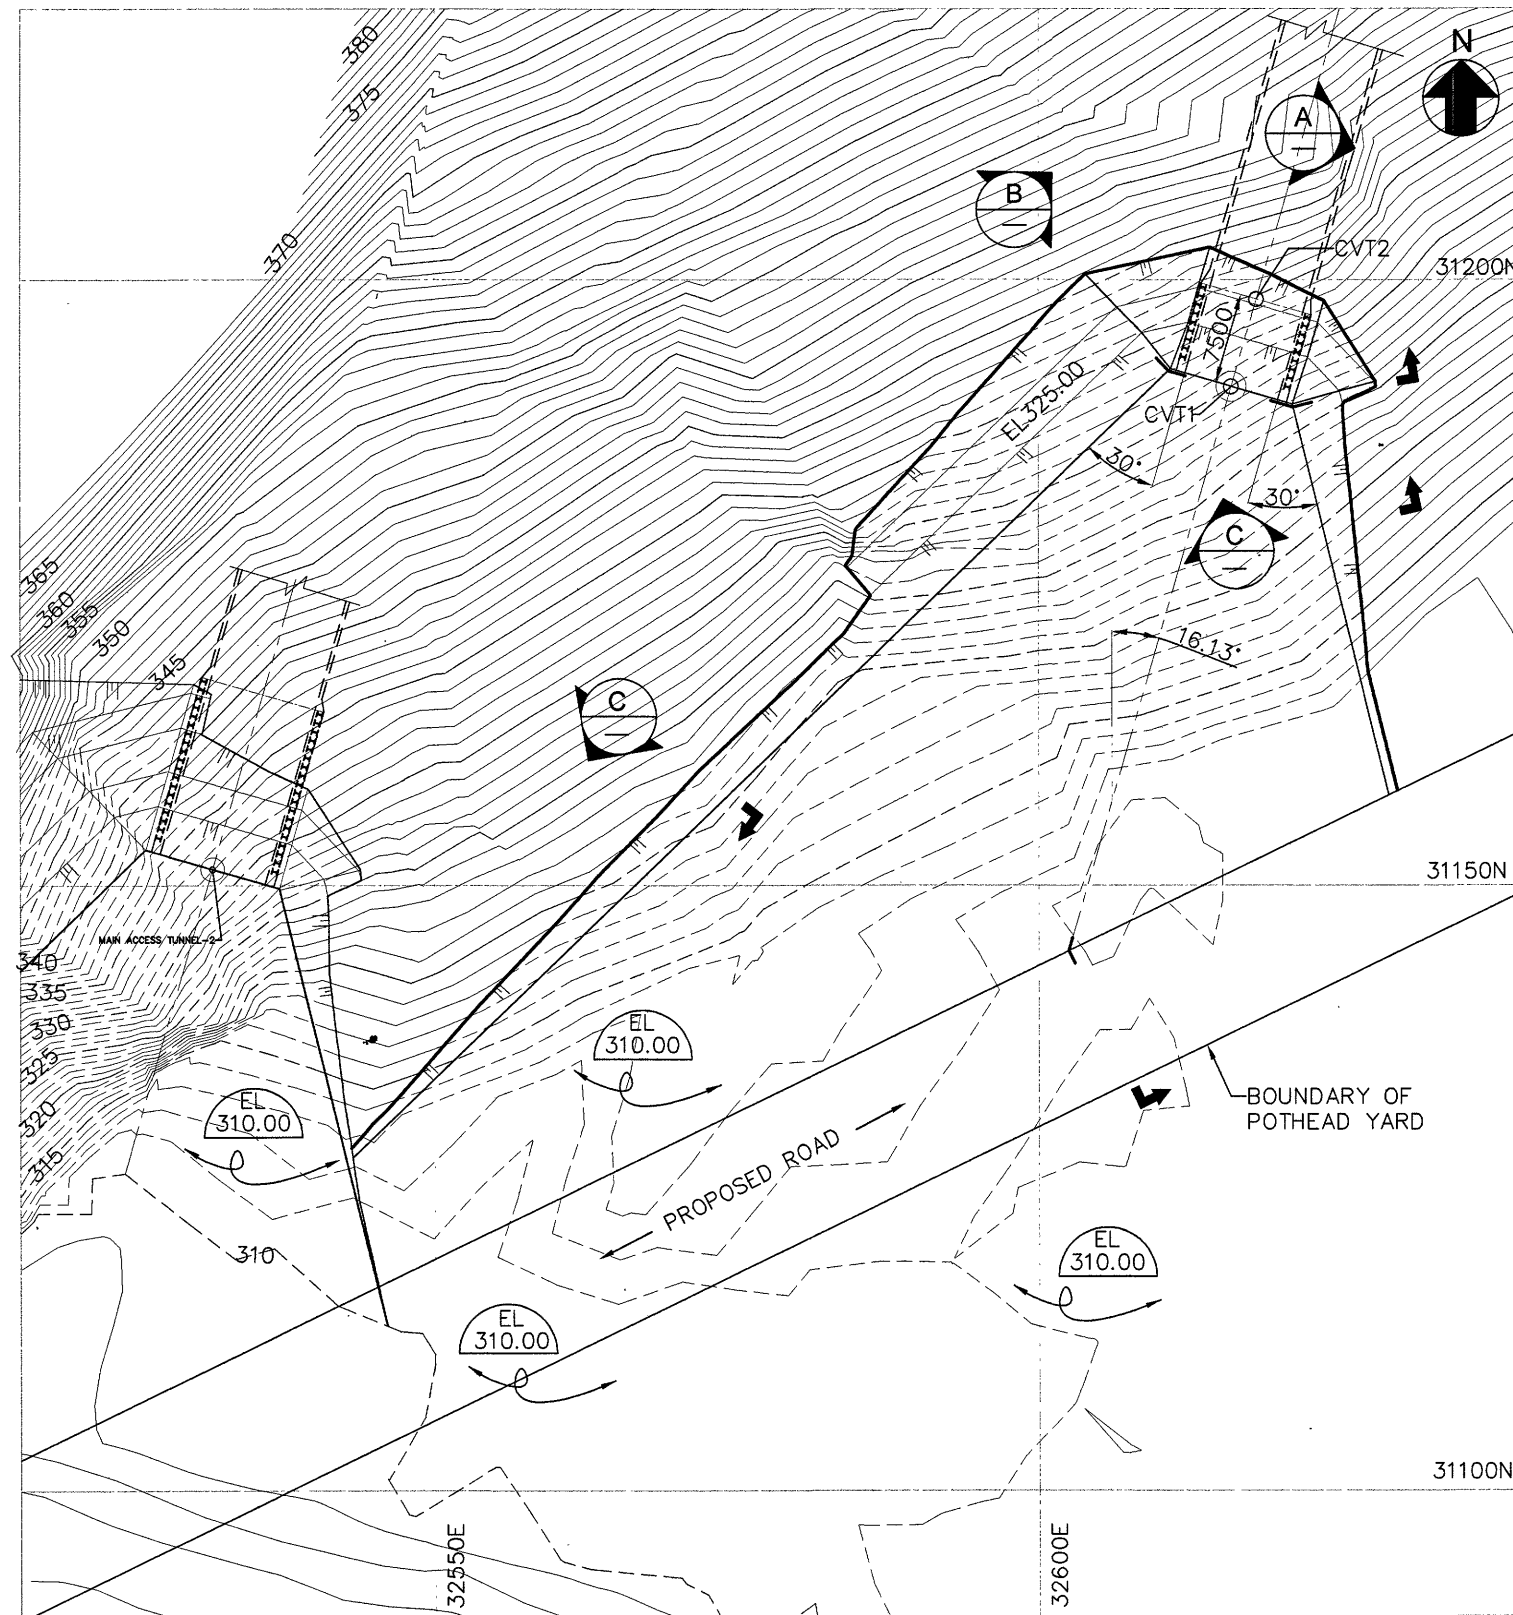 380
N
375
A
B
370
CVT2
31200N
7500
EL325.00
CVT1
30°
30°
C
365
360
355
350
16.13°
345
C
31150N
MAIN ACCESS TUNNEL-2
340
335
330
EL
310.00
325
EL
310.00
BOUNDARY OF
POTHEAD YARD
320
PROPOSED ROAD
315
310
EL
310.00
EL
310.00
31100N
32550E
32600E